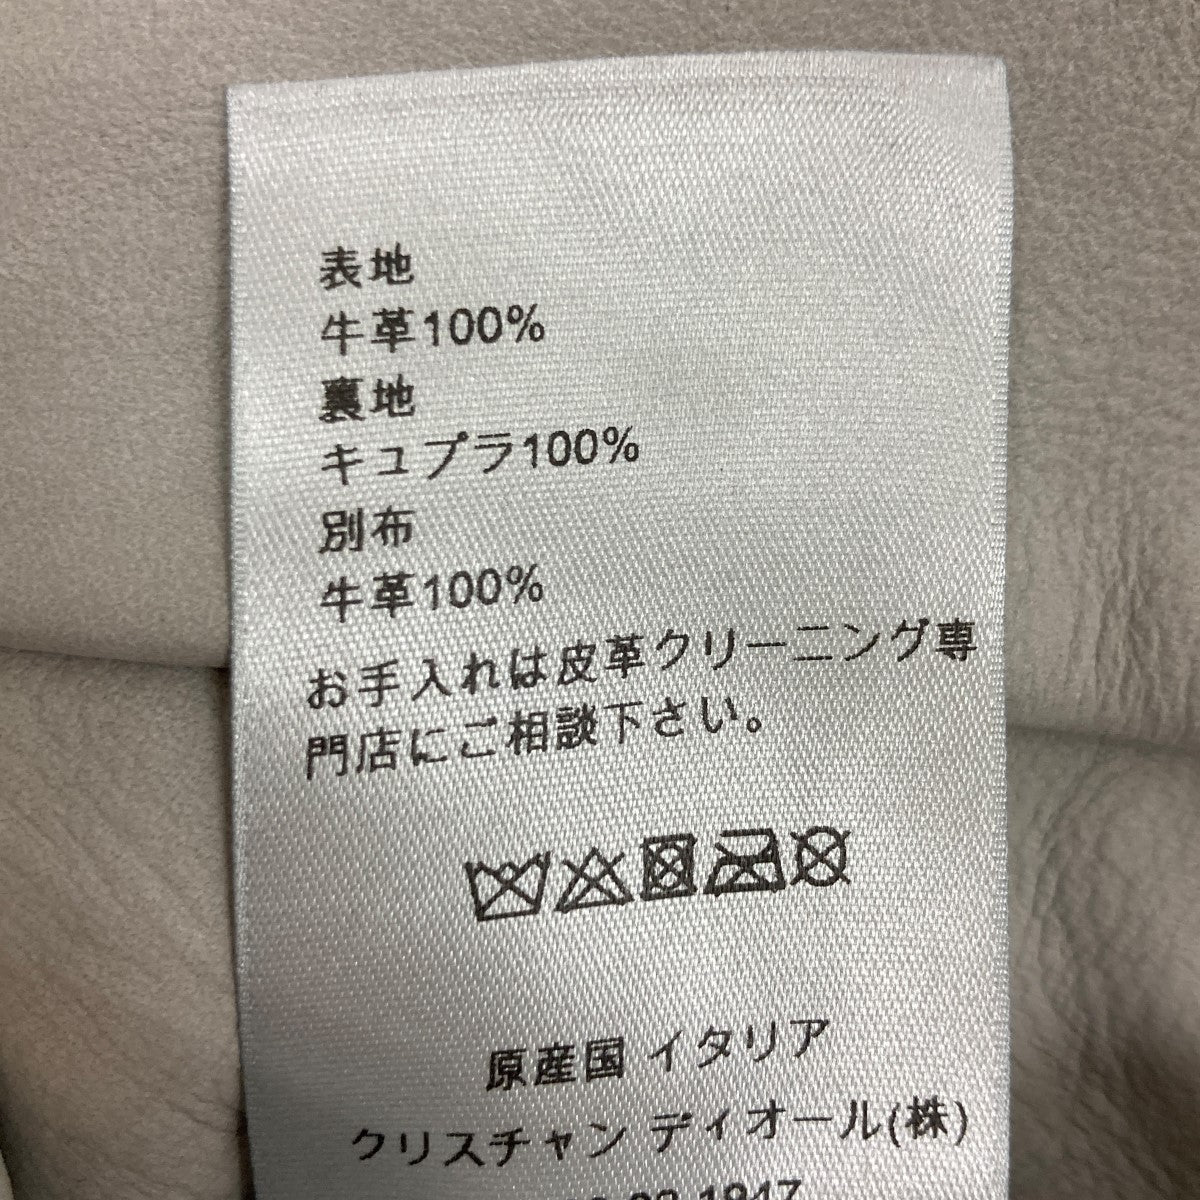 表地
牛革100%
裏地
キュプラ100%
別布
牛革100%
お手入れは皮革クリーニング専
門店にご相談下さい。
原産国 イタリア
クリスチャン ディオール(株)
1947